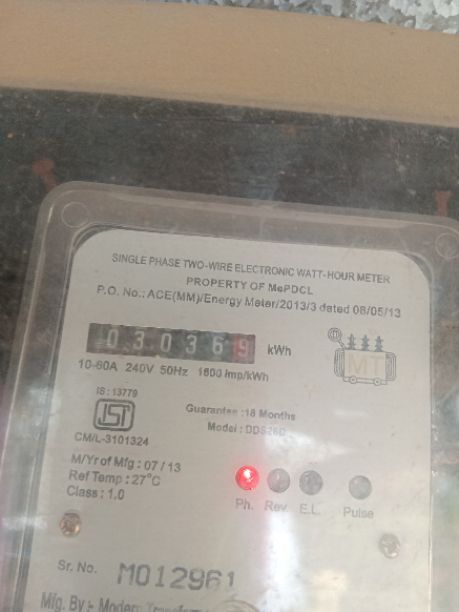 SINGLE PHASE TWO-WIRE ELECTRONIC WATT-HOUR METER
PROPERTY OF MePDCL
P.O. No.: ACE(MM)/Energy Meter/2013/3 dated 08/05/13
030369 kWh
MT
10-60A 240V 50Hz 1600 Imp/kWh
IS : 13779
ISI
CM/L-3101324
Guarantee :18 Months
Model : DDS28D
M/Yr of Mfg : 07 / 13
Ref Temp : 27°C
Class : 1.0
Ph. Rev. E.L. Pulse
Sr. No. M012961
Mfg. By :- Modern